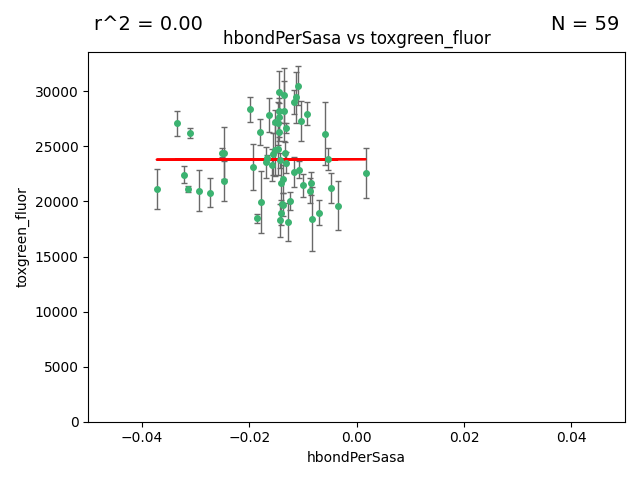 r^2 = 0.00
N = 59
hbondPerSasa vs toxgreen_fluor
toxgreen_fluor
30000
25000
20000
15000
10000
5000
0
−0.04
−0.02
0.00
0.02
0.04
hbondPerSasa